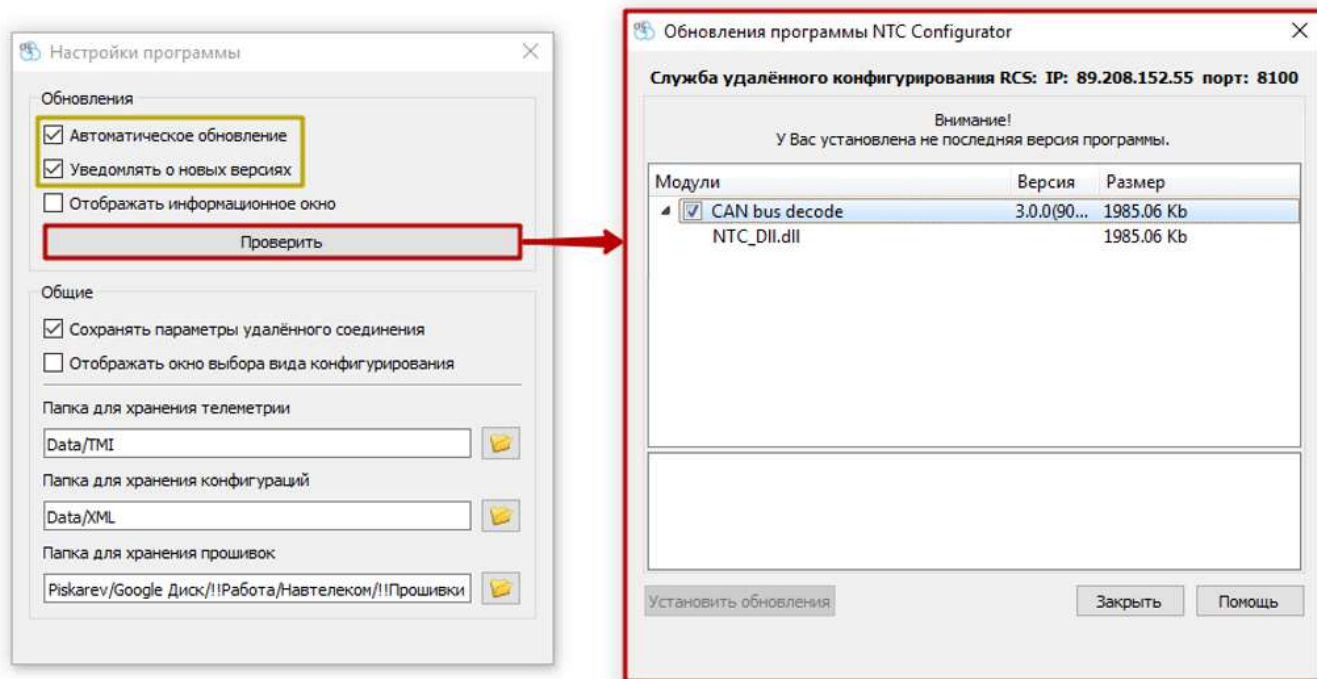 Настройки программы
Обновления
Автоматическое обновление
Уведомлять о новых версиях
Отображать информационное окно
Проверить
Общие
Сохранять параметры удалённого соединения
Отображать окно выбора вида конфигурирования
Папка для хранения телеметрии
Data/TMI
Папка для хранения конфигураций
Data/XML
Папка для хранения прошивок
Piskarev/Google Диск/!!Работа/Навтелеком/!!Прошивки
Обновления программы NTC Configurator
Служба удалённого конфигурирования RCS: IP: 89.208.152.55 порт: 8100
Внимание!
У Вас установлена не последняя версия программы.
Модули Версия Размер
CAN bus decode 3.0.0(90... 1985.06 Kb
NTC_Dll.dll 1985.06 Kb
Установить обновления Закрыть Помощь